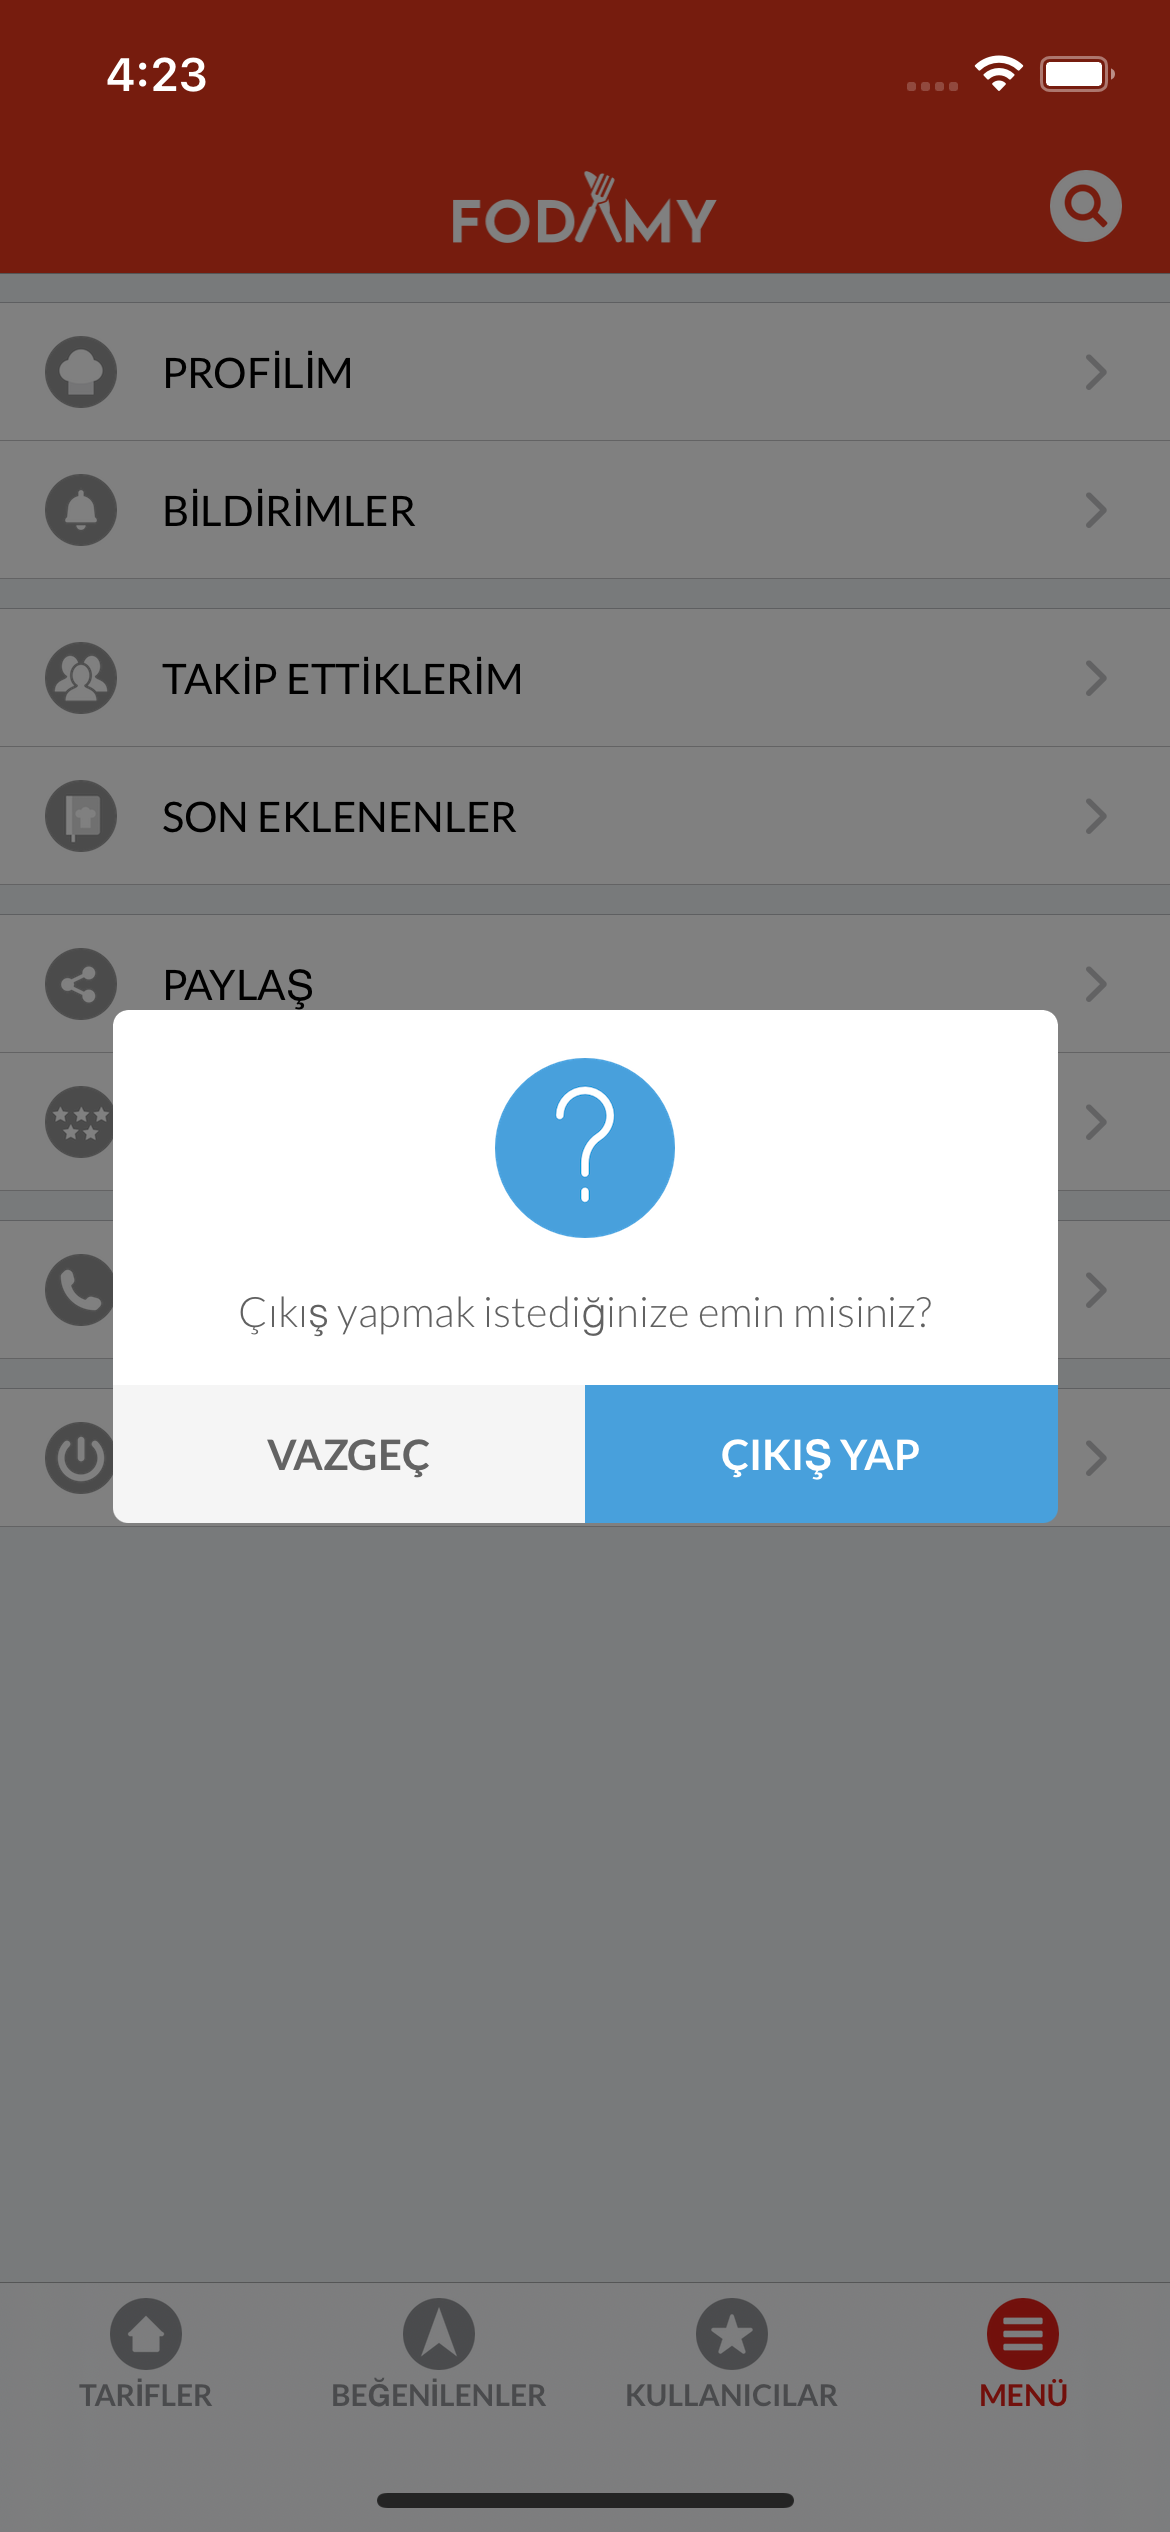 4:23
FODAMY
PROFİLİM
BİLDİRİMLER
TAKİP ETTİKLERİM
SON EKLENENLER
PAYLAŞ
?
Çıkış yapmak istediğinize emin misiniz?
VAZGEÇ
ÇIKIŞ YAP
TARİFLER
BEĞENİLENLER
KULLANICILAR
MENÜ